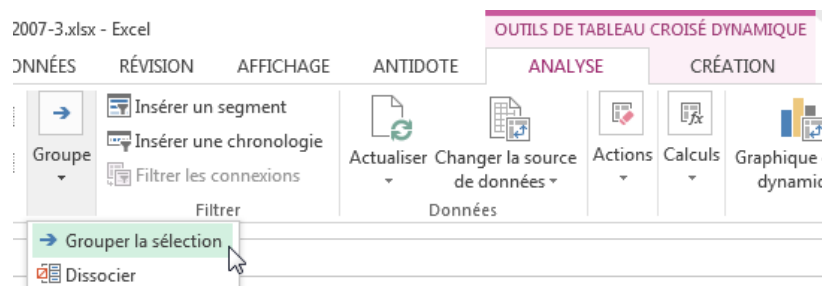 2007-3.xlsx - Excel
OUTILS DE TABLEAU CROISÉ DYNAMIQUE
ONNÉES RÉVISION AFFICHAGE ANTIDOTE ANALYSE CRÉATION
Groupe
Insérer un segment
Insérer une chronologie
Filtrer les connexions
Filtrer
Actualiser
Changer la source
de données
Données
Actions
Calculs
Graphique
dynamic
Grouper la sélection
Dissocier